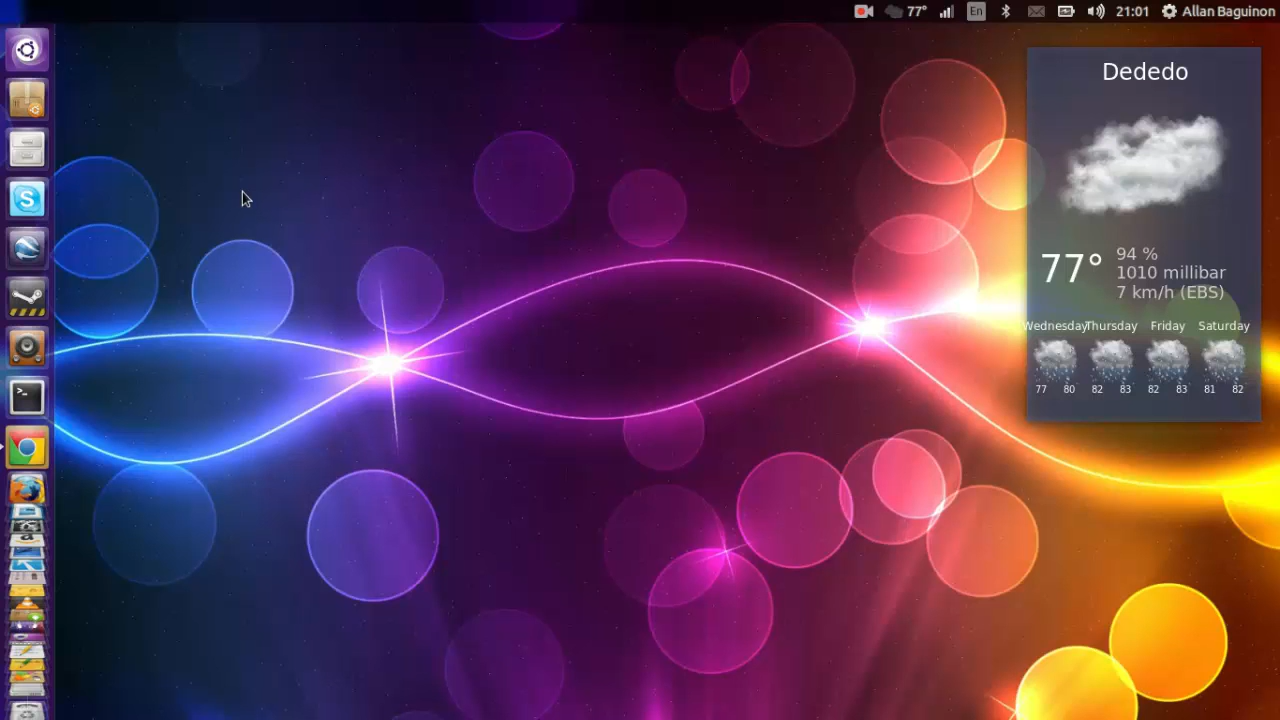 77° En 21:01 Allan Baguinon
Dededo
77°
94 %
1010 millibar
7 km/h (EBS)
Wednesday Thursday Friday Saturday
77 80 82 83 82 83 81 82